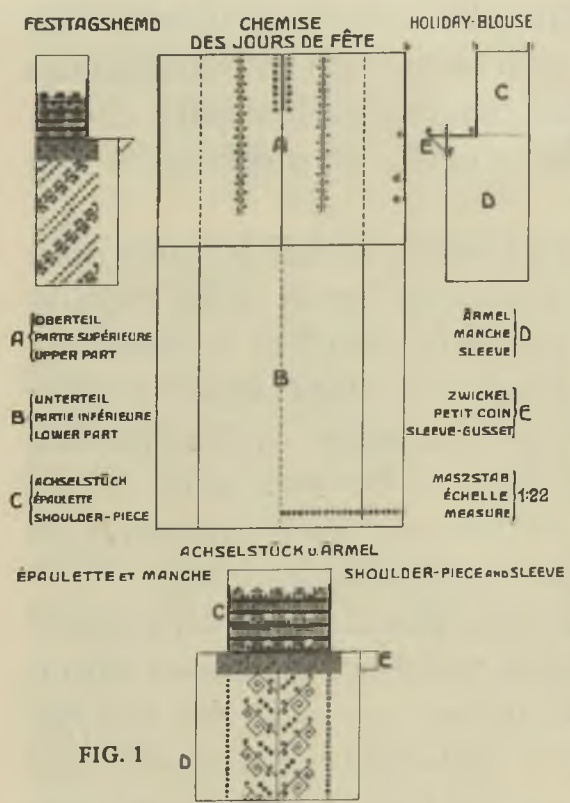 FESTTAGSHEMD
CHEMISE
DES JOURS DE FÊTE
HOLIDAY-BLOUSE
A
C
E
D
B
A
OBERTEIL
PARTIE SUPÉRIEURE
UPPER PART
B
UNTERTEIL
PARTIE INFÉRIEURE
LOWER PART
C
ACHSELSTÜCK
ÉPAULETTE
SHOULDER-PIECE
ÄRMEL
MANCHE
SLEEVE
D
ZWICKEL
PETIT COIN
SLEEVE-GUSSET
E
MASZSTAB
ÉCHELLE
MEASURE
1:22
ACHSELSTÜCK U. ÄRMEL
ÉPAULETTE ET MANCHE
SHOULDER-PIECE AND SLEEVE
C
E
D
FIG. 1